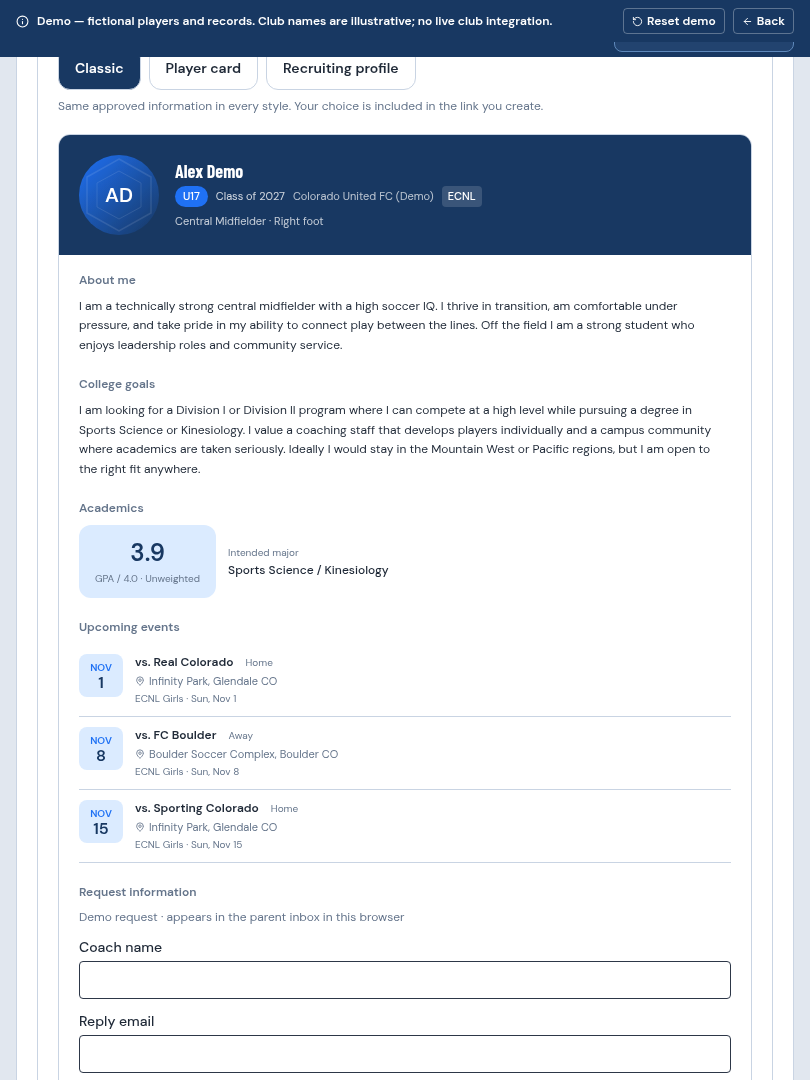 Demo — fictional players and records. Club names are illustrative; no live club integration.
Reset demo
Back
Classic
Player card
Recruiting profile
Same approved information in every style. Your choice is included in the link you create.
AD
Alex Demo
U17 Class of 2027 Colorado United FC (Demo) ECNL
Central Midfielder · Right foot
About me
I am a technically strong central midfielder with a high soccer IQ. I thrive in transition, am comfortable under
pressure, and take pride in my ability to connect play between the lines. Off the field I am a strong student who
enjoys leadership roles and community service.
College goals
I am looking for a Division I or Division II program where I can compete at a high level while pursuing a degree in
Sports Science or Kinesiology. I value a coaching staff that develops players individually and a campus community
where academics are taken seriously. Ideally I would stay in the Mountain West or Pacific regions, but I am open to
the right fit anywhere.
Academics
3.9
GPA / 4.0 · Unweighted
Intended major
Sports Science / Kinesiology
Upcoming events
NOV
1
vs. Real Colorado Home
Infinity Park, Glendale CO
ECNL Girls · Sun, Nov 1
NOV
8
vs. FC Boulder Away
Boulder Soccer Complex, Boulder CO
ECNL Girls · Sun, Nov 8
NOV
15
vs. Sporting Colorado Home
Infinity Park, Glendale CO
ECNL Girls · Sun, Nov 15
Request information
Demo request · appears in the parent inbox in this browser
Coach name
Reply email